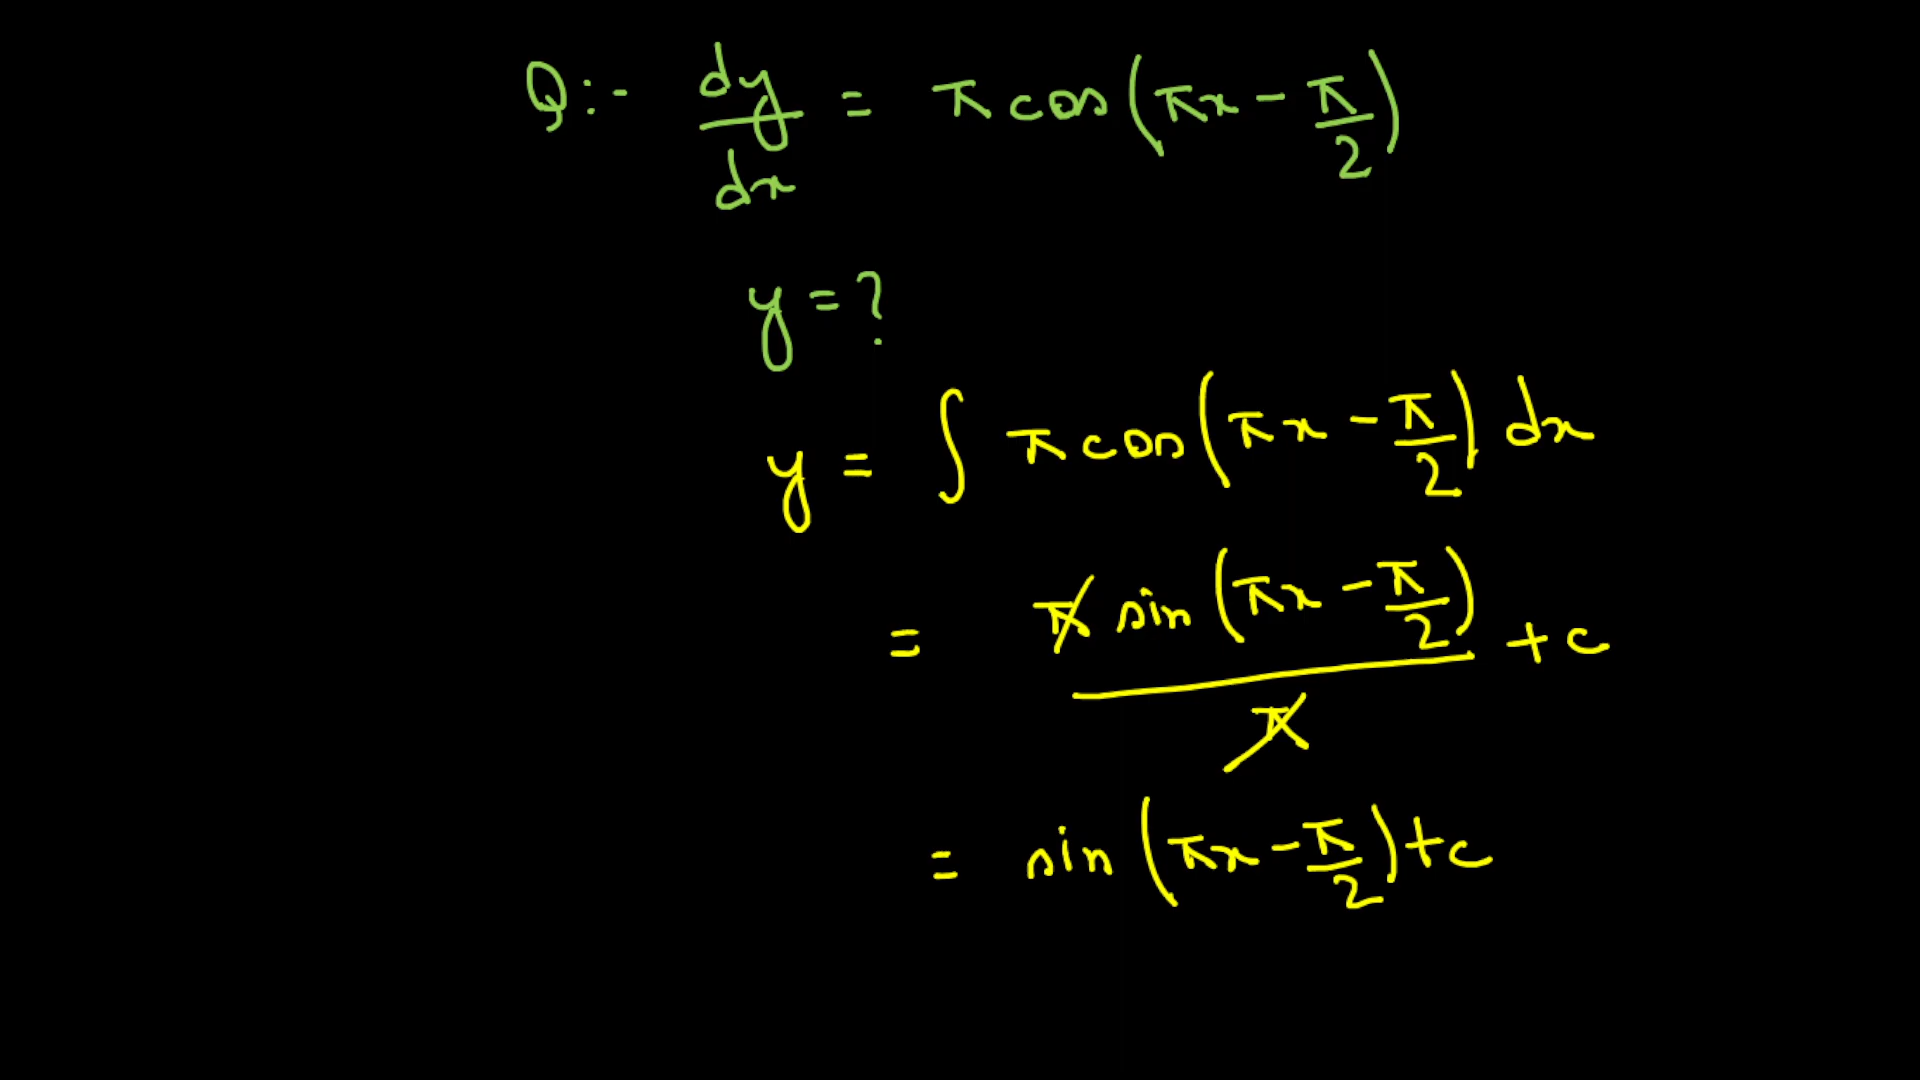 Q:- dy/dx = π cos(πx - π/2)
y = ?
y = ∫ π cos(πx - π/2) dx
= π sin(πx - π/2) / π + c
= sin(πx - π/2) + c